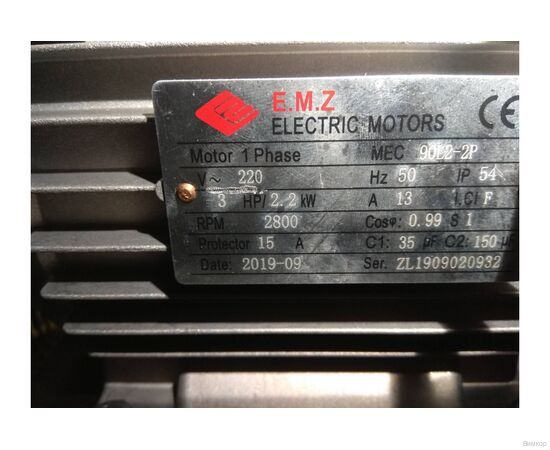 E.M.Z
ELECTRIC MOTORS CE
Motor 1 Phase MEC 90L2-2P
V~ 220 Hz 50 IP 54
3 HP/2.2 kW A 13 I.Cl F
RPM 2800 Cosφ: 0.99 S 1
Protector 15 A C1: 35 μF C2: 150 μF
Date: 2019-09 Ser. ZL1909020932
Вимкор